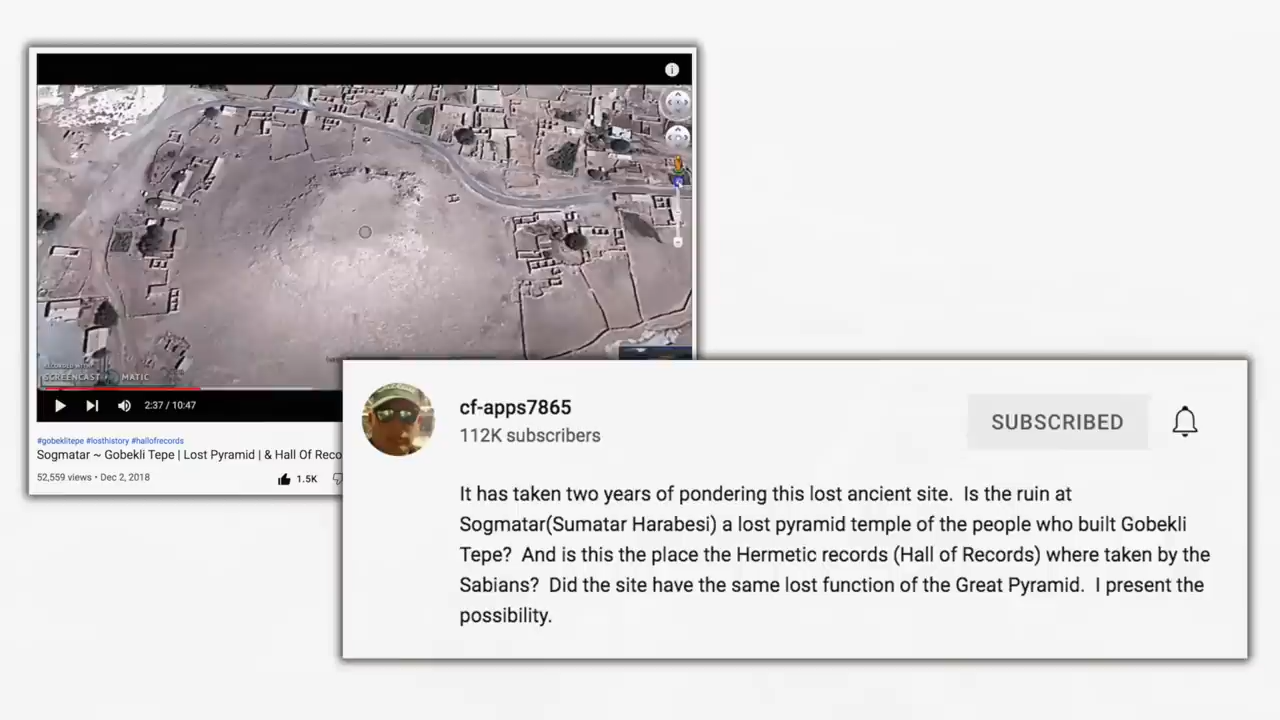 RECORDED WITH
SCREENCAST MATIC
2:37 / 10:47
#gobeklitepe #losthistory #hallofrecords
Sogmatar ~ Gobekli Tepe | Lost Pyramid | & Hall Of Reco
52,559 views • Dec 2, 2018
1.5K
cf-apps7865
112K subscribers
SUBSCRIBED
It has taken two years of pondering this lost ancient site. Is the ruin at
Sogmatar(Sumatar Harabesi) a lost pyramid temple of the people who built Gobekli
Tepe? And is this the place the Hermetic records (Hall of Records) where taken by the
Sabians? Did the site have the same lost function of the Great Pyramid. I present the
possibility.